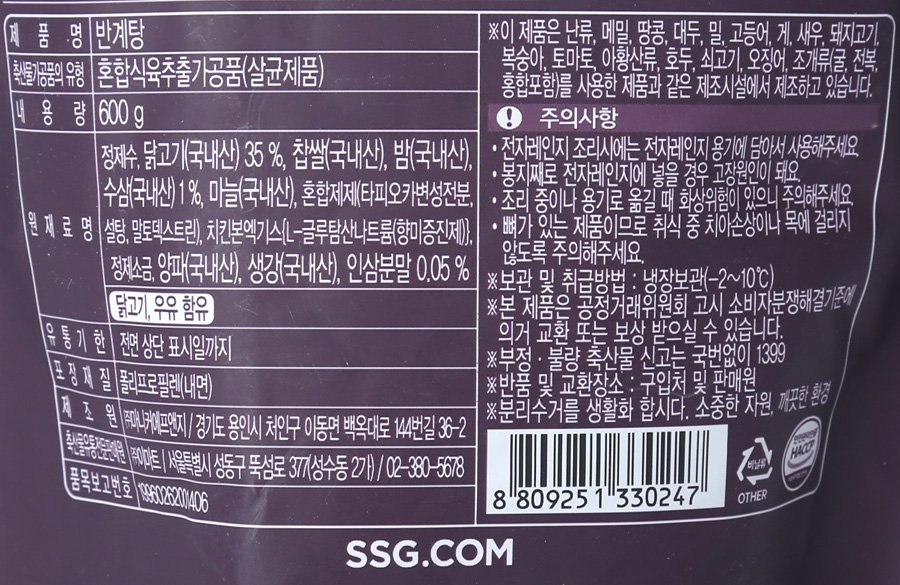 제품명 반계탕
축산물가공품의 유형 혼합식육추출가공품(살균제품)
내용량 600 g
원재료명 정제수, 닭고기(국내산) 35 %, 찹쌀(국내산), 밤(국내산),
수삼(국내산) 1 %, 마늘(국내산), 혼합제제(타피오카변성전분,
설탕, 말토덱스트린), 치킨본엑기스{L-글루탐산나트륨(향미증진제)},
정제소금, 양파(국내산), 생강(국내산), 인삼분말 0.05 %
닭고기, 우유 함유
유통기한 전면 상단 표시일까지
포장재질 폴리프로필렌(내면)
제조원 ㈜마니커에프앤지 / 경기도 용인시 처인구 이동면 백옥대로 144번길 36-2
축산물유통전문판매원 ㈜이마트 / 서울특별시 성동구 뚝섬로 377(성수동 2가) / 02-380-5678
품목보고번호 19960262001406
※이 제품은 난류, 메밀, 땅콩, 대두, 밀, 고등어, 게, 새우, 돼지고기,
복숭아, 토마토, 아황산류, 호두, 쇠고기, 오징어, 조개류(굴, 전복,
홍합포함)를 사용한 제품과 같은 제조시설에서 제조하고 있습니다.
! 주의사항
• 전자레인지 조리시에는 전자레인지 용기에 담아서 사용해주세요.
• 봉지째로 전자레인지에 넣을 경우 고장원인이 돼요.
• 조리 중이나 용기로 옮길 때 화상위험이 있으니 주의해주세요.
• 뼈가 있는 제품이므로 취식 중 치아손상이나 목에 걸리지
않도록 주의해주세요.
※보관 및 취급방법 : 냉장보관(-2~10℃)
※본 제품은 공정거래위원회 고시 소비자분쟁해결기준에
의거 교환 또는 보상 받으실 수 있습니다.
※부정·불량 축산물 신고는 국번없이 1399
※반품 및 교환장소 : 구입처 및 판매원
※분리수거를 생활화 합시다. 소중한 자원, 깨끗한 환경
8 809251 330247
비닐류
OTHER
HACCP
SSG.COM